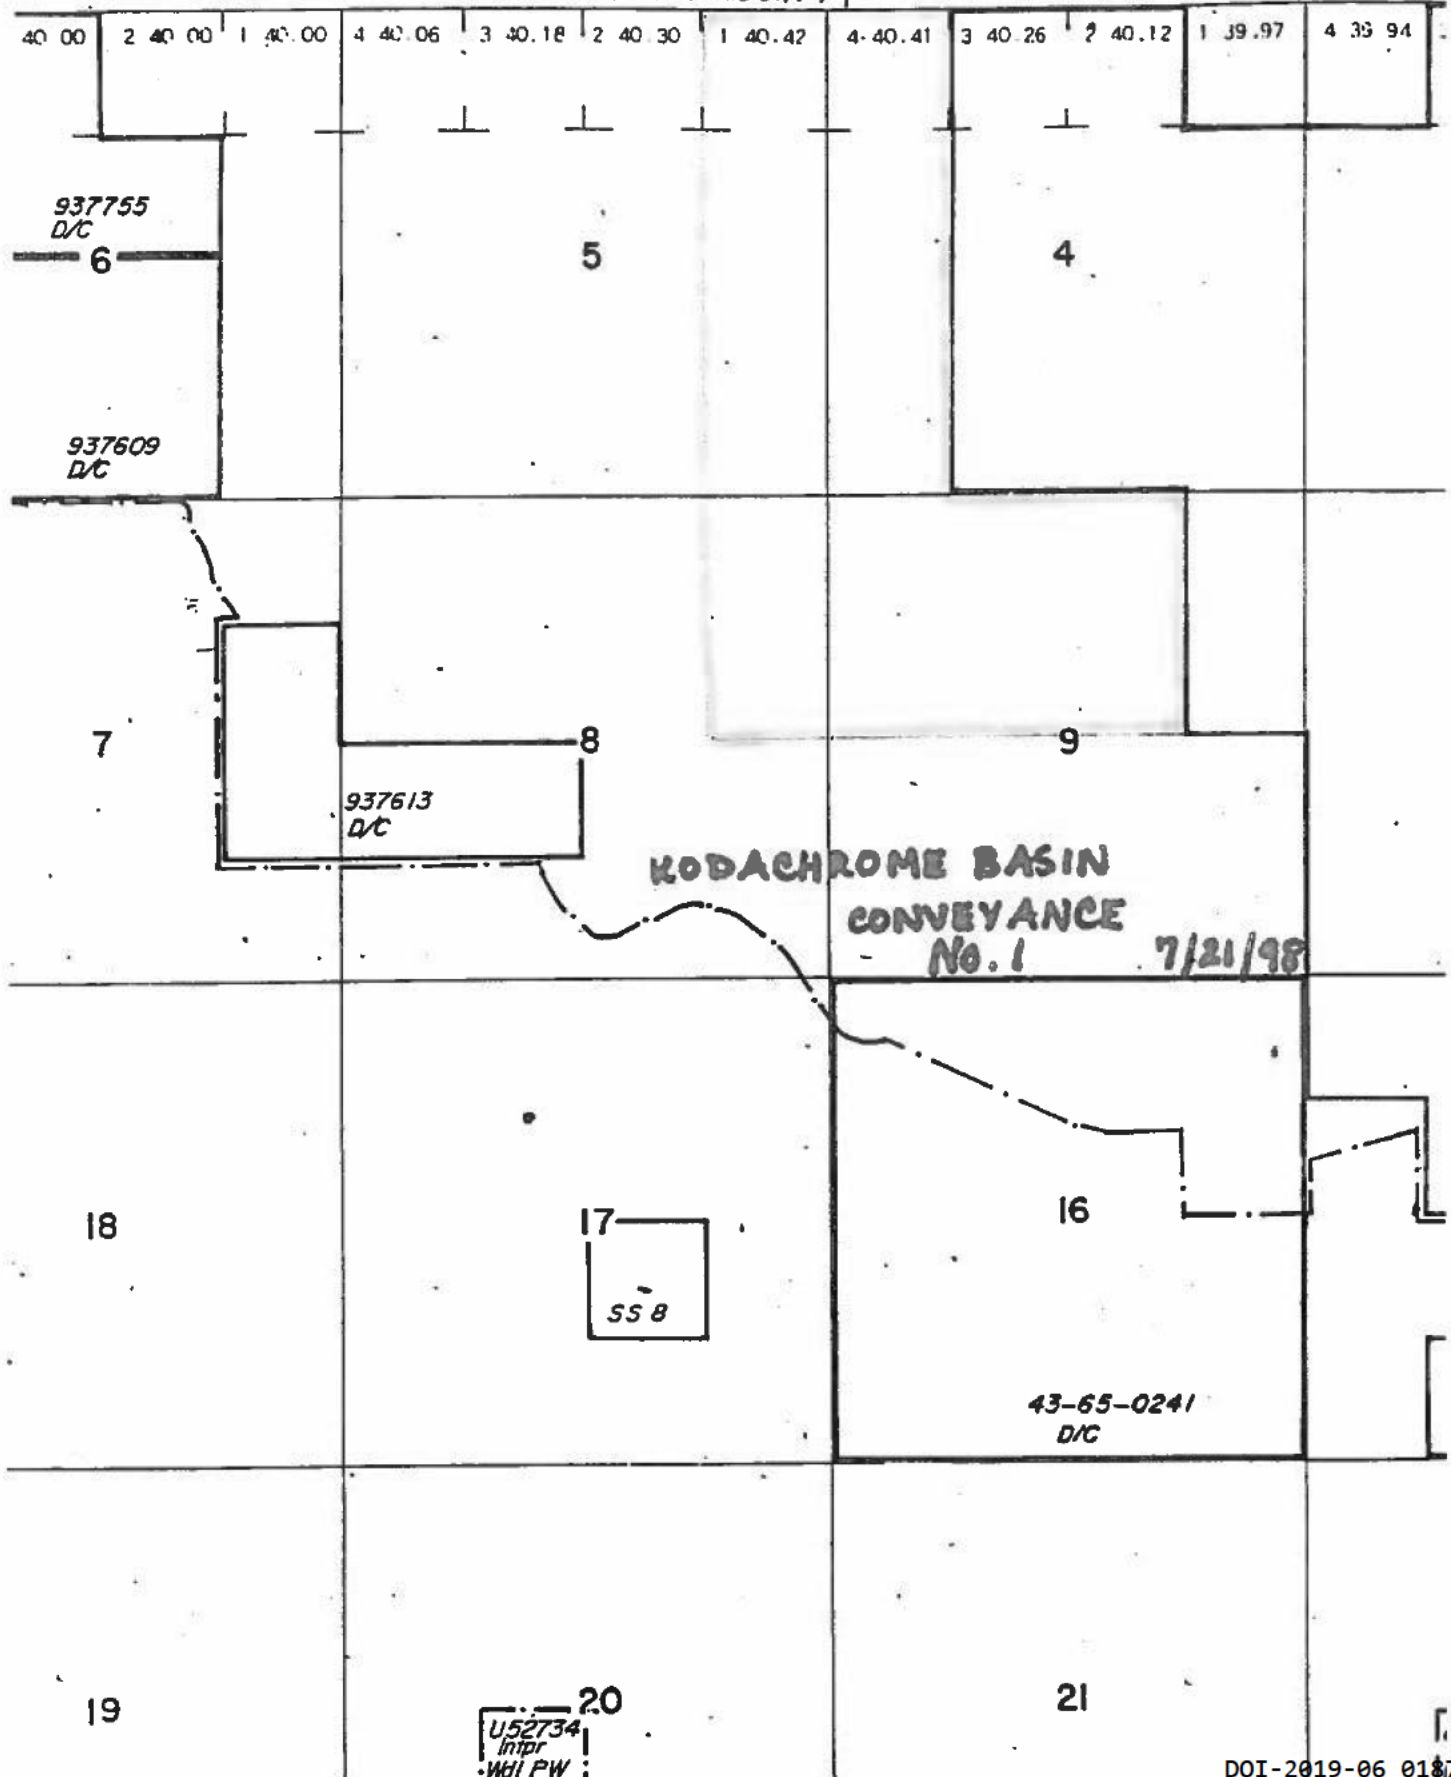 40 00 2 40 00 1 40.00 4 40.06 3 40.18 2 40.30 1 40.42 4 40.41 3 40.26 2 40.12 1 39.97 4 39 94
937755
D/C
6 5 4
937609
D/C
7 8 9
937613
D/C
KODACHROME BASIN
CONVEYANCE
No. 1 7/21/98
18 17 16
SS 8
43-65-0241
D/C
19 20 21
U52734
Intpr
Wdl PW
DOI-2019-06